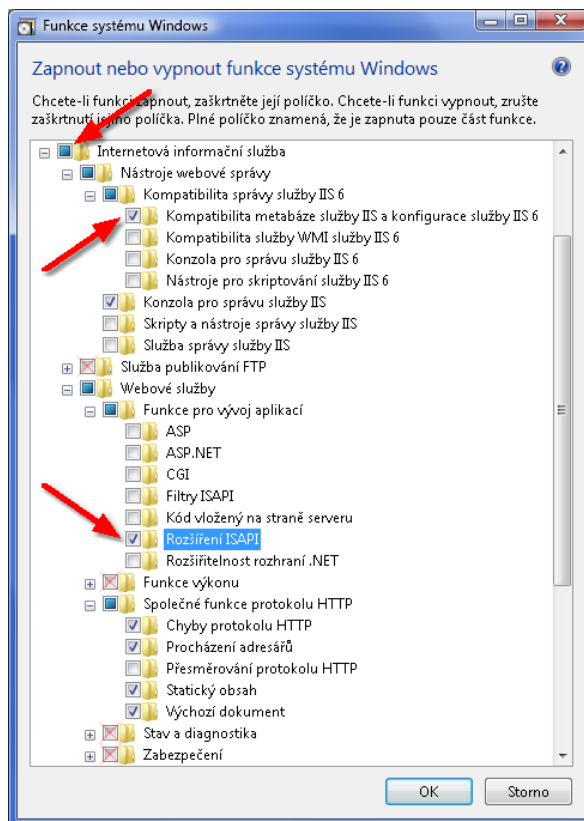 Funkce systému Windows
Zapnout nebo vypnout funkce systému Windows
Chcete-li funkci zapnout, zaškrtněte její políčko. Chcete-li funkci vypnout, zrušte
zaškrtnutí jejího políčka. Plné políčko znamená, že je zapnuta pouze část funkce.
Internetová informační služba
Nástroje webové správy
Kompatibilita správy služby IIS 6
Kompatibilita metabáze služby IIS a konfigurace služby IIS 6
Kompatibilita služby WMI služby IIS 6
Konzola pro správu služby IIS 6
Nástroje pro skriptování služby IIS 6
Konzola pro správu služby IIS
Skripty a nástroje správy služby IIS
Služba správy služby IIS
Služba publikování FTP
Webové služby
Funkce pro vývoj aplikací
ASP
ASP.NET
CGI
Filtry ISAPI
Kód vložený na straně serveru
Rozšíření ISAPI
Rozšiřitelnost rozhraní .NET
Funkce výkonu
Společné funkce protokolu HTTP
Chyby protokolu HTTP
Procházení adresářů
Přesměrování protokolu HTTP
Statický obsah
Výchozí dokument
Stav a diagnostika
Zabezpečení
OK Storno